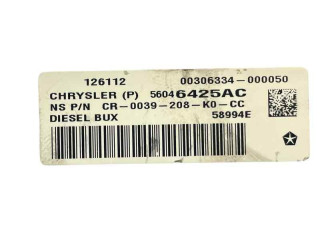 126112 00306334-000050
CHRYSLER (P) 56046425AC
NS P/N CR-0039-208-K0-CC
DIESEL BUX 58994E